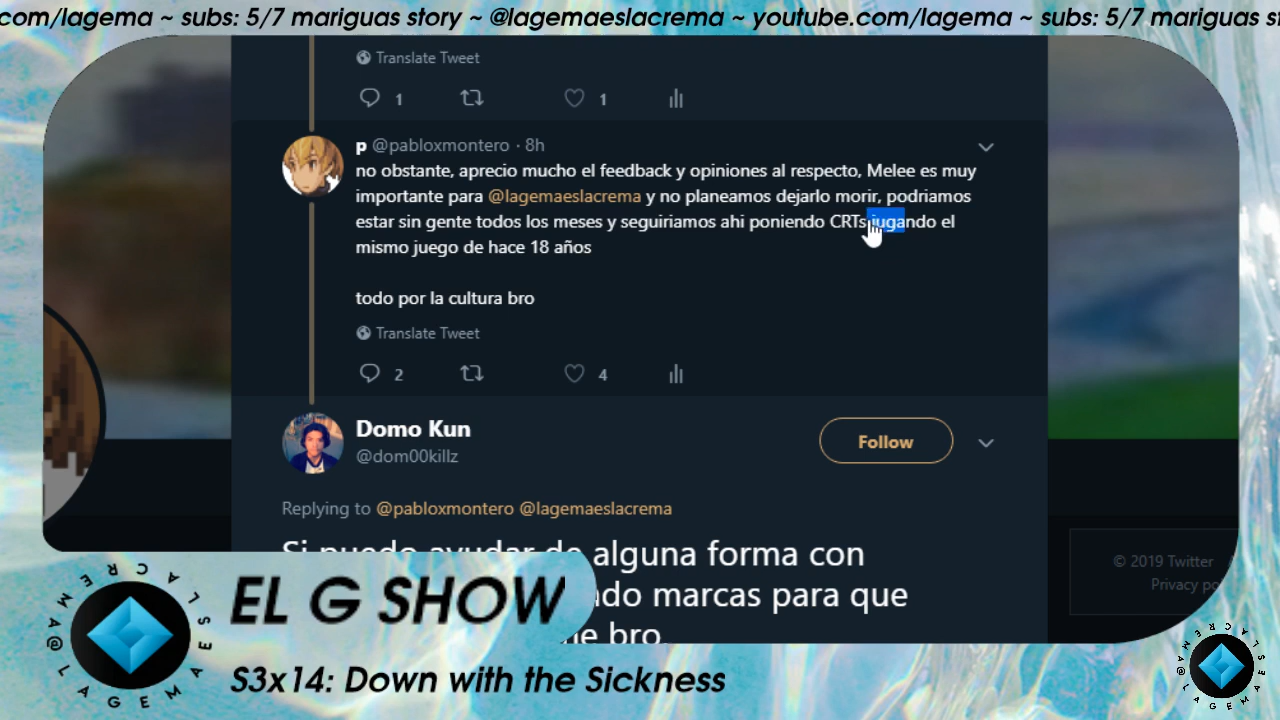 com/lagema ~ subs: 5/7 mariguas story ~ @lagemaeslacrema ~ youtube.com/lagema ~ subs: 5/7 mariguas
Translate Tweet
1 1
p @pabloxmontero · 8h
no obstante, aprecio mucho el feedback y opiniones al respecto, Melee es muy
importante para @lagemaeslacrema y no planeamos dejarlo morir, podriamos
estar sin gente todos los meses y seguiriamos ahi poniendo CRTs jugando el
mismo juego de hace 18 años
todo por la cultura bro
Translate Tweet
2 4
Domo Kun
@dom00killz
Follow
Replying to @pabloxmontero @lagemaeslacrema
Si puedo ayudar de alguna forma con
marcas para que
bro
© 2019 Twitter
Privacy
EL G SHOW
S3x14: Down with the Sickness
@LAGEMAESLACREMA
@LAGEMAESLACREMA